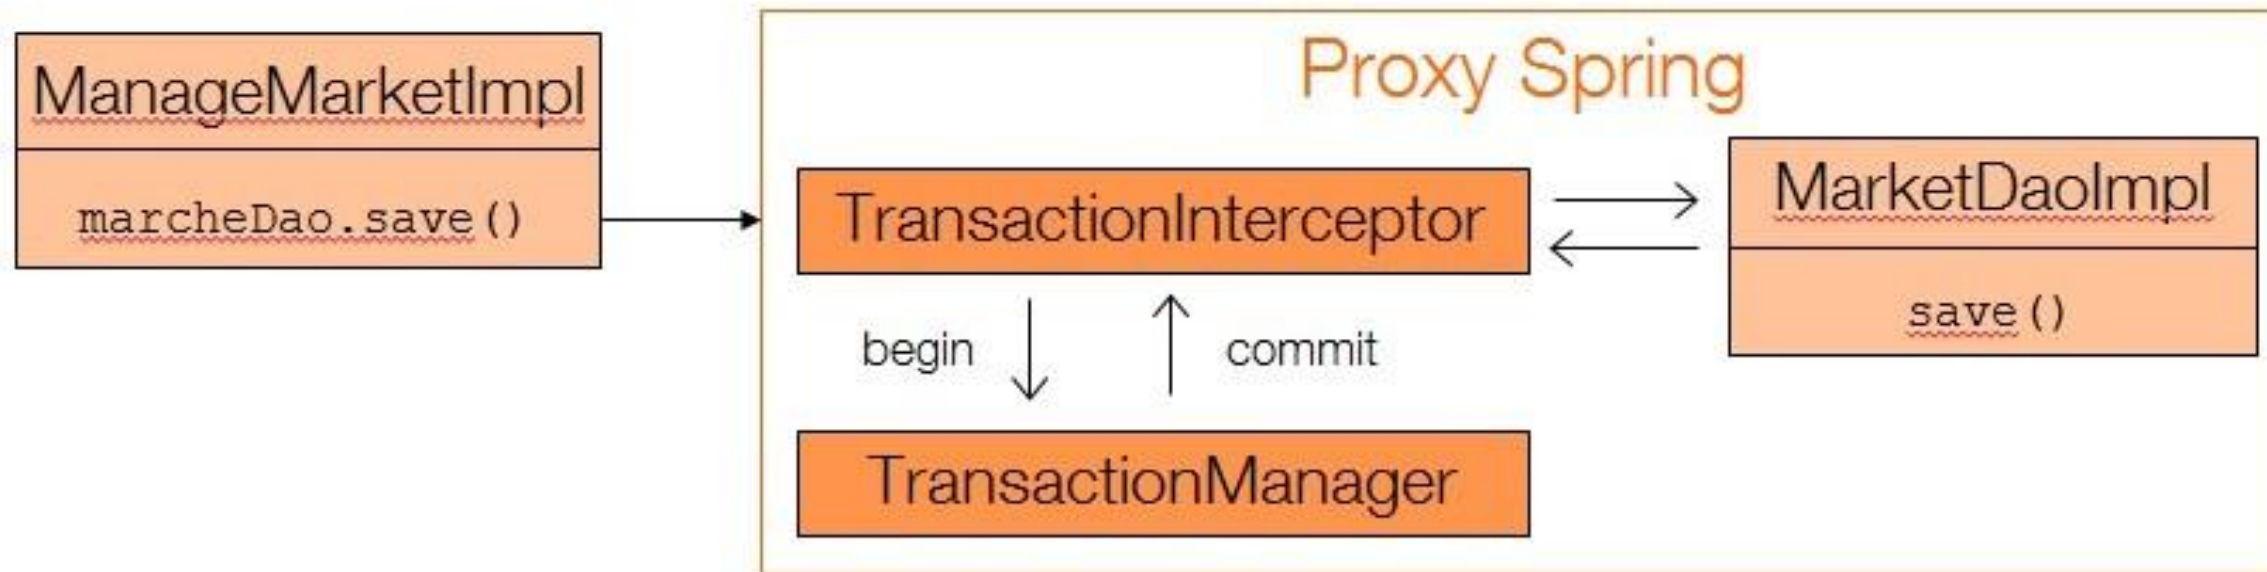 ManageMarketImpl
marcheDao.save()
Proxy Spring
TransactionInterceptor
MarketDaoImpl
save()
begin
commit
TransactionManager